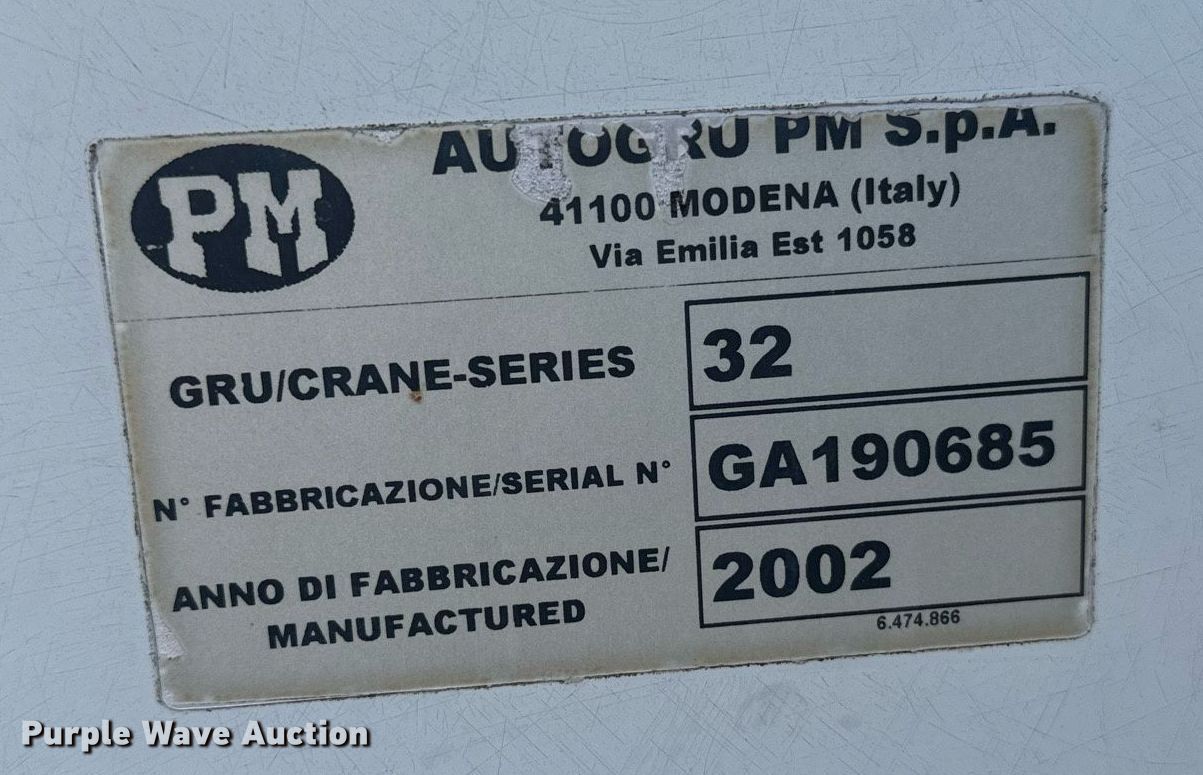 PM
AUTOGRU PM S.p.A.
41100 MODENA (Italy)
Via Emilia Est 1058
GRU/CRANE-SERIES 32
N° FABBRICAZIONE/SERIAL N° GA190685
ANNO DI FABBRICAZIONE/
MANUFACTURED 2002
6.474.866
Purple Wave Auction